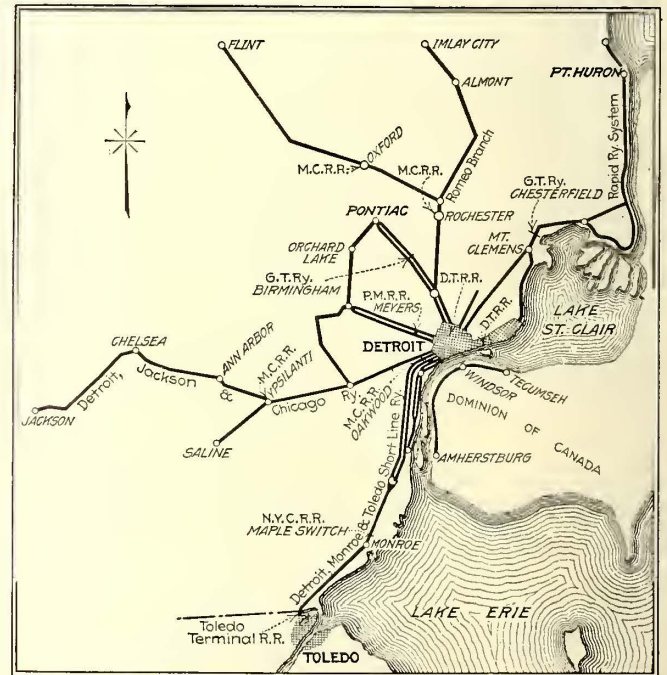 FLINT
IMLAY CITY
ALMONT
PT. HURON
Rapid Ry. System
OXFORD
M.C.R.R.
M.C.R.R.
Romeo Branch
ROCHESTER
G.T.Ry.
CHESTERFIELD
PONTIAC
MT.
CLEMENS
ORCHARD
LAKE
G.T.Ry.
BIRMINGHAM
D.T.R.R.
P.M.R.R.
MEYERS
D.T.R.R.
LAKE
ST. CLAIR
DETROIT
CHELSEA
ANN ARBOR
M.C.R.R.
YPSILANTI
Detroit, Jackson & Chicago Ry.
M.C.R.R.
OAKWOOD
WINDSOR
TECUMSEH
DOMINION OF CANADA
JACKSON
SALINE
AMHERSTBURG
Detroit, Monroe & Toledo Short Line Ry.
N.Y.C.R.R.
MAPLE SWITCH
MONROE
LAKE - ERIE
Toledo
Terminal R.R.
TOLEDO